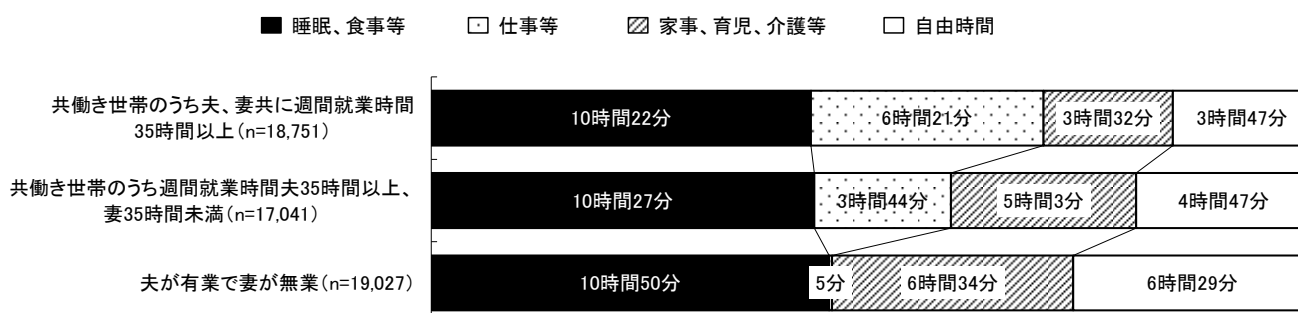 睡眠、食事等 仕事等 家事、育児、介護等 自由時間
共働き世帯のうち夫、妻共に週間就業時間
35時間以上(n=18,751)
10時間22分 6時間21分 3時間32分 3時間47分
共働き世帯のうち週間就業時間夫35時間以上、
妻35時間未満(n=17,041)
10時間27分 3時間44分 5時間3分 4時間47分
夫が有業で妻が無業(n=19,027)
10時間50分 5分 6時間34分 6時間29分